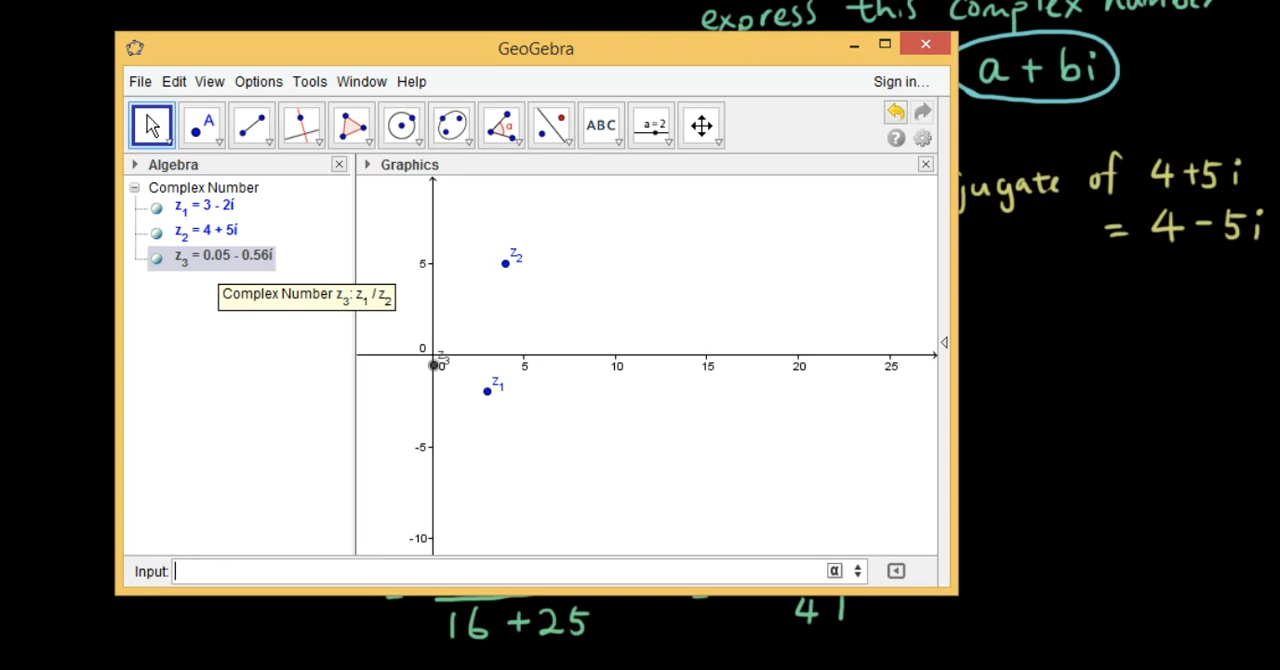 express this complex number
a + bi
GeoGebra
File Edit View Options Tools Window Help
Sign in...
A
α
ABC
a = 2
Algebra
Graphics
Complex Number
z1 = 3 - 2í
z2 = 4 + 5í
z3 = 0.05 - 0.56í
Complex Number z3: z1 / z2
z2
z3
z1
5
0
-5
-10
0 5 10 15 20 25
jugate of 4+5i
= 4-5i
Input:
α
= 16 + 25 = 41